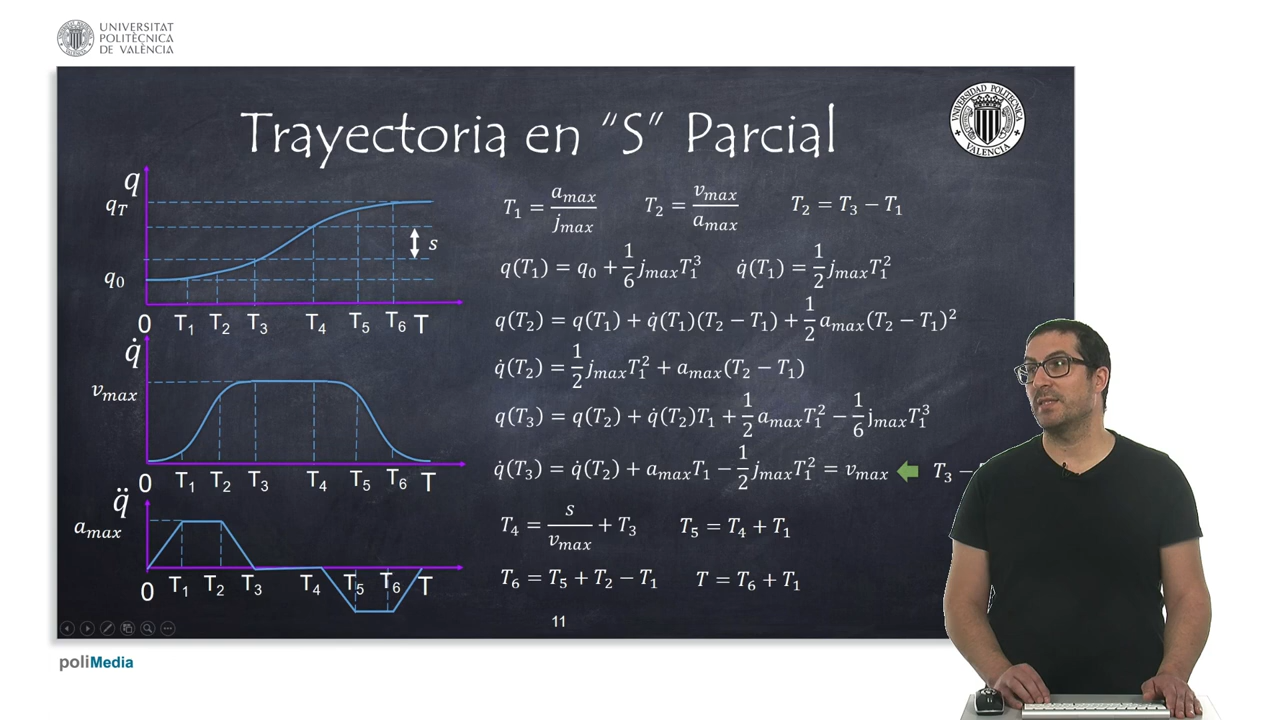 UNIVERSITAT
POLITÈCNICA
DE VALÈNCIA
UNIVERSIDAD POLITECNICA
VALENCIA
Trayectoria en "S" Parcial
q
q_T
s
q_0
0 T_1 T_2 T_3 T_4 T_5 T_6 T
q̇
v_max
0 T_1 T_2 T_3 T_4 T_5 T_6 T
q̈
a_max
0 T_1 T_2 T_3 T_4 T_5 T_6 T
T_1 = a_max/j_max T_2 = v_max/a_max T_2 = T_3 − T_1
q(T_1) = q_0 + 1/6 j_max T_1^3 q̇(T_1) = 1/2 j_max T_1^2
q(T_2) = q(T_1) + q̇(T_1)(T_2 − T_1) + 1/2 a_max(T_2 − T_1)^2
q̇(T_2) = 1/2 j_max T_1^2 + a_max(T_2 − T_1)
q(T_3) = q(T_2) + q̇(T_2)T_1 + 1/2 a_max T_1^2 − 1/6 j_max T_1^3
q̇(T_3) = q̇(T_2) + a_max T_1 − 1/2 j_max T_1^2 = v_max T_3 −
T_4 = s/v_max + T_3 T_5 = T_4 + T_1
T_6 = T_5 + T_2 − T_1 T = T_6 + T_1
11
poliMedia